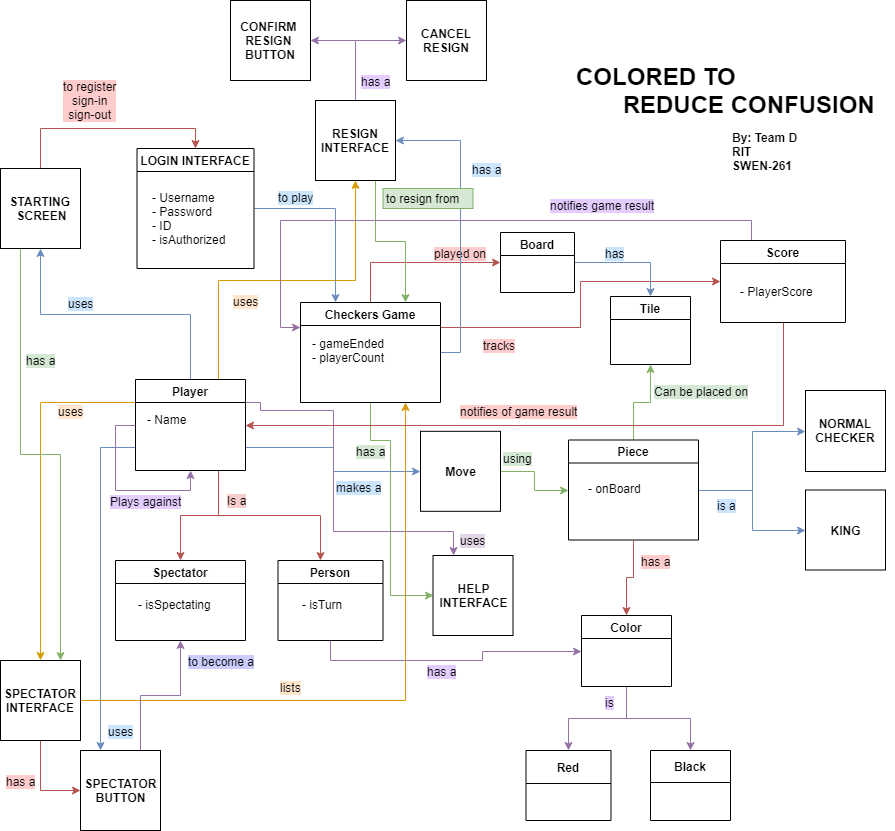 CONFIRM
RESIGN
BUTTON
CANCEL
RESIGN
has a
COLORED TO
REDUCE CONFUSION
By: Team D
RIT
SWEN-261
to register
sign-in
sign-out
RESIGN
INTERFACE
has a
LOGIN INTERFACE
- Username
- Password
- ID
- isAuthorized
STARTING
SCREEN
to play
to resign from
notifies game result
played on
Board
has
Score
- PlayerScore
uses
uses
Checkers Game
- gameEnded
- playerCount
tracks
Tile
has a
Player
- Name
uses
notifies of game result
Can be placed on
NORMAL
CHECKER
has a
Move
using
Piece
- onBoard
makes a
is a
KING
Plays against
Is a
uses
has a
Spectator
- isSpectating
Person
- isTurn
HELP
INTERFACE
Color
to become a
has a
SPECTATOR
INTERFACE
lists
is
uses
has a
SPECTATOR
BUTTON
Red
Black